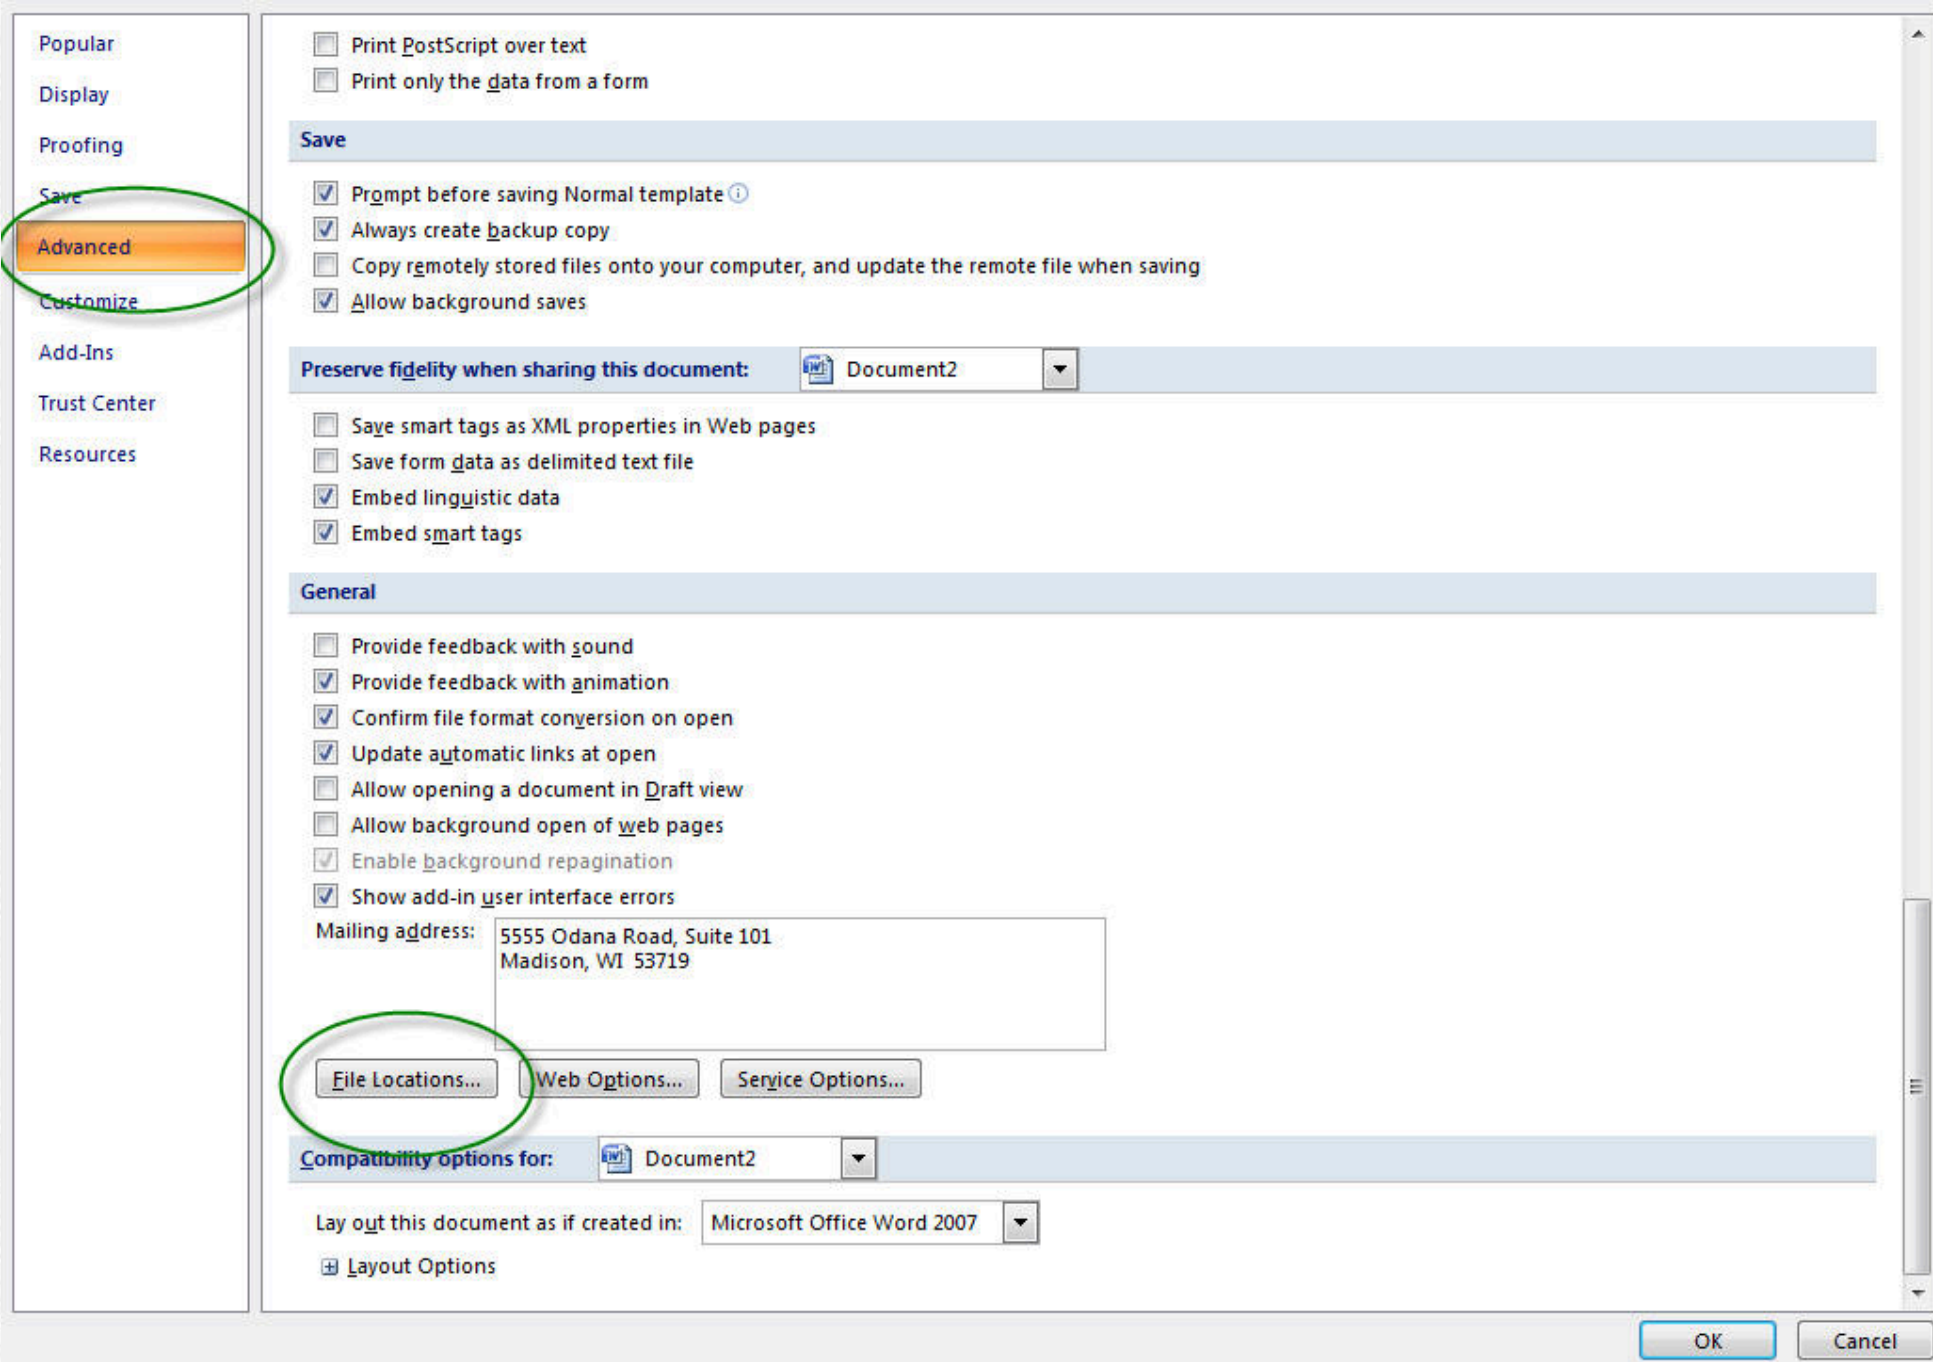 Popular
Display
Proofing
Save
Advanced
Customize
Add-Ins
Trust Center
Resources
Print PostScript over text
Print only the data from a form
Save
Prompt before saving Normal template
Always create backup copy
Copy remotely stored files onto your computer, and update the remote file when saving
Allow background saves
Preserve fidelity when sharing this document: Document2
Save smart tags as XML properties in Web pages
Save form data as delimited text file
Embed linguistic data
Embed smart tags
General
Provide feedback with sound
Provide feedback with animation
Confirm file format conversion on open
Update automatic links at open
Allow opening a document in Draft view
Allow background open of web pages
Enable background repagination
Show add-in user interface errors
Mailing address: 5555 Odana Road, Suite 101
Madison, WI 53719
File Locations... Web Options... Service Options...
Compatibility options for: Document2
Lay out this document as if created in: Microsoft Office Word 2007
Layout Options
OK Cancel